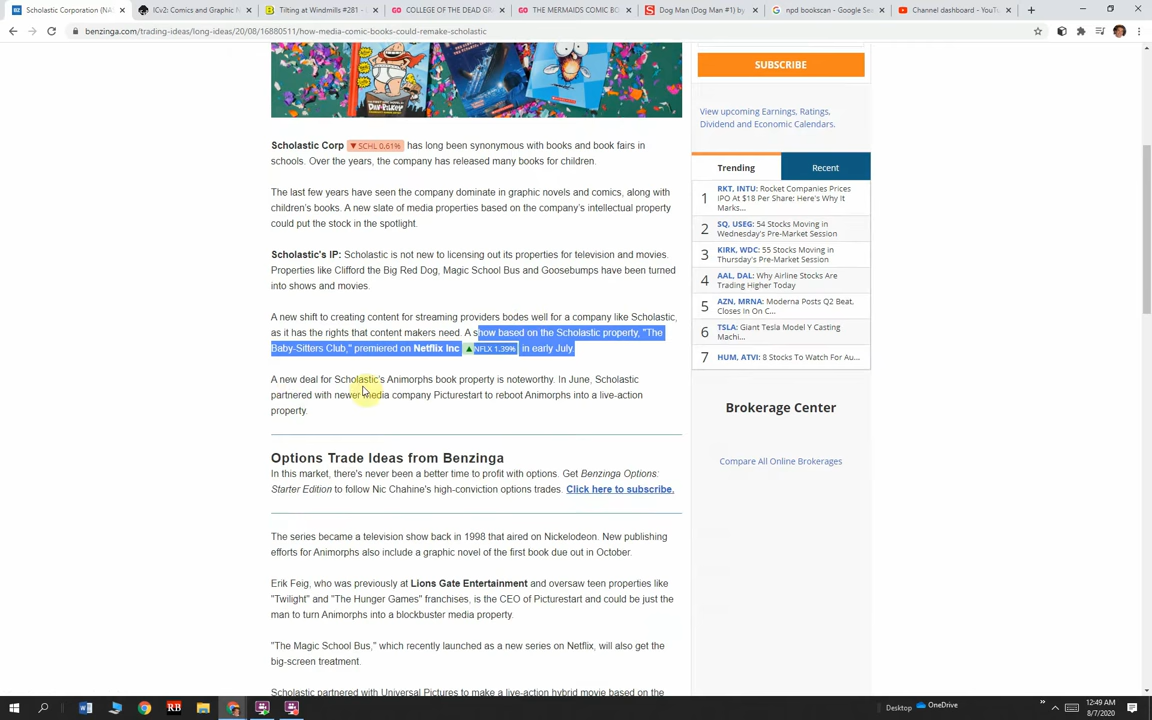 Scholastic Corporation (NA
ICv2: Comics and Graphic N
Tilting at Windmills #281 -
COLLEGE OF THE DEAD GRA
THE MERMAIDS COMIC BO
Dog Man (Dog Man #1) by
npd bookscan - Google Se
Channel dashboard - YouT
benzinga.com/trading-ideas/long-ideas/20/08/16880511/how-media-comic-books-could-remake-scholastic
DAV PILKEY
SUBSCRIBE
View upcoming Earnings, Ratings,
Dividend and Economic Calendars.
Scholastic Corp ▼ SCHL 0.61% has long been synonymous with books and book fairs in
schools. Over the years, the company has released many books for children.
The last few years have seen the company dominate in graphic novels and comics, along with
children's books. A new slate of media properties based on the company's intellectual property
could put the stock in the spotlight.
Scholastic's IP: Scholastic is not new to licensing out its properties for television and movies.
Properties like Clifford the Big Red Dog, Magic School Bus and Goosebumps have been turned
into shows and movies.
A new shift to creating content for streaming providers bodes well for a company like Scholastic,
as it has the rights that content makers need. A show based on the Scholastic property, "The
Baby-Sitters Club," premiered on Netflix Inc ▲ NFLX 1.39% in early July.
A new deal for Scholastic's Animorphs book property is noteworthy. In June, Scholastic
partnered with newer media company Picturestart to reboot Animorphs into a live-action
property.
Options Trade Ideas from Benzinga
In this market, there's never been a better time to profit with options. Get Benzinga Options:
Starter Edition to follow Nic Chahine's high-conviction options trades. Click here to subscribe.
The series became a television show back in 1998 that aired on Nickelodeon. New publishing
efforts for Animorphs also include a graphic novel of the first book due out in October.
Erik Feig, who was previously at Lions Gate Entertainment and oversaw teen properties like
"Twilight" and "The Hunger Games" franchises, is the CEO of Picturestart and could be just the
man to turn Animorphs into a blockbuster media property.
"The Magic School Bus," which recently launched as a new series on Netflix, will also get the
big-screen treatment.
Scholastic partnered with Universal Pictures to make a live-action hybrid movie based on the
Trending
Recent
1 RKT, INTU: Rocket Companies Prices
IPO At $18 Per Share: Here's Why It
Marks...
2 SQ, USEG: 54 Stocks Moving in
Wednesday's Pre-Market Session
3 KIRK, WDC: 55 Stocks Moving in
Thursday's Pre-Market Session
4 AAL, DAL: Why Airline Stocks Are
Trading Higher Today
5 AZN, MRNA: Moderna Posts Q2 Beat,
Closes In On C...
6 TSLA: Giant Tesla Model Y Casting
Machi...
7 HUM, ATVI: 8 Stocks To Watch For Au...
Brokerage Center
Compare All Online Brokerages
Desktop
OneDrive
12:49 AM
8/7/2020